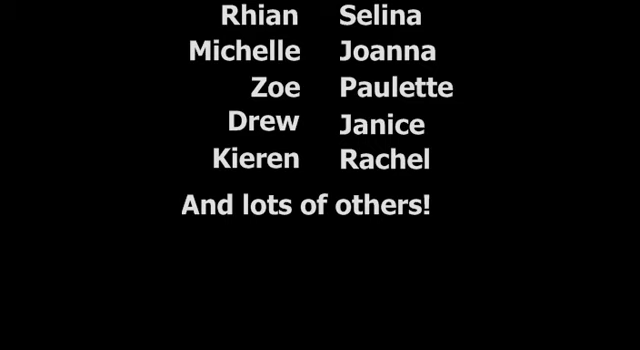 Rhian Selina
Michelle Joanna
Zoe Paulette
Drew Janice
Kieren Rachel
And lots of others!